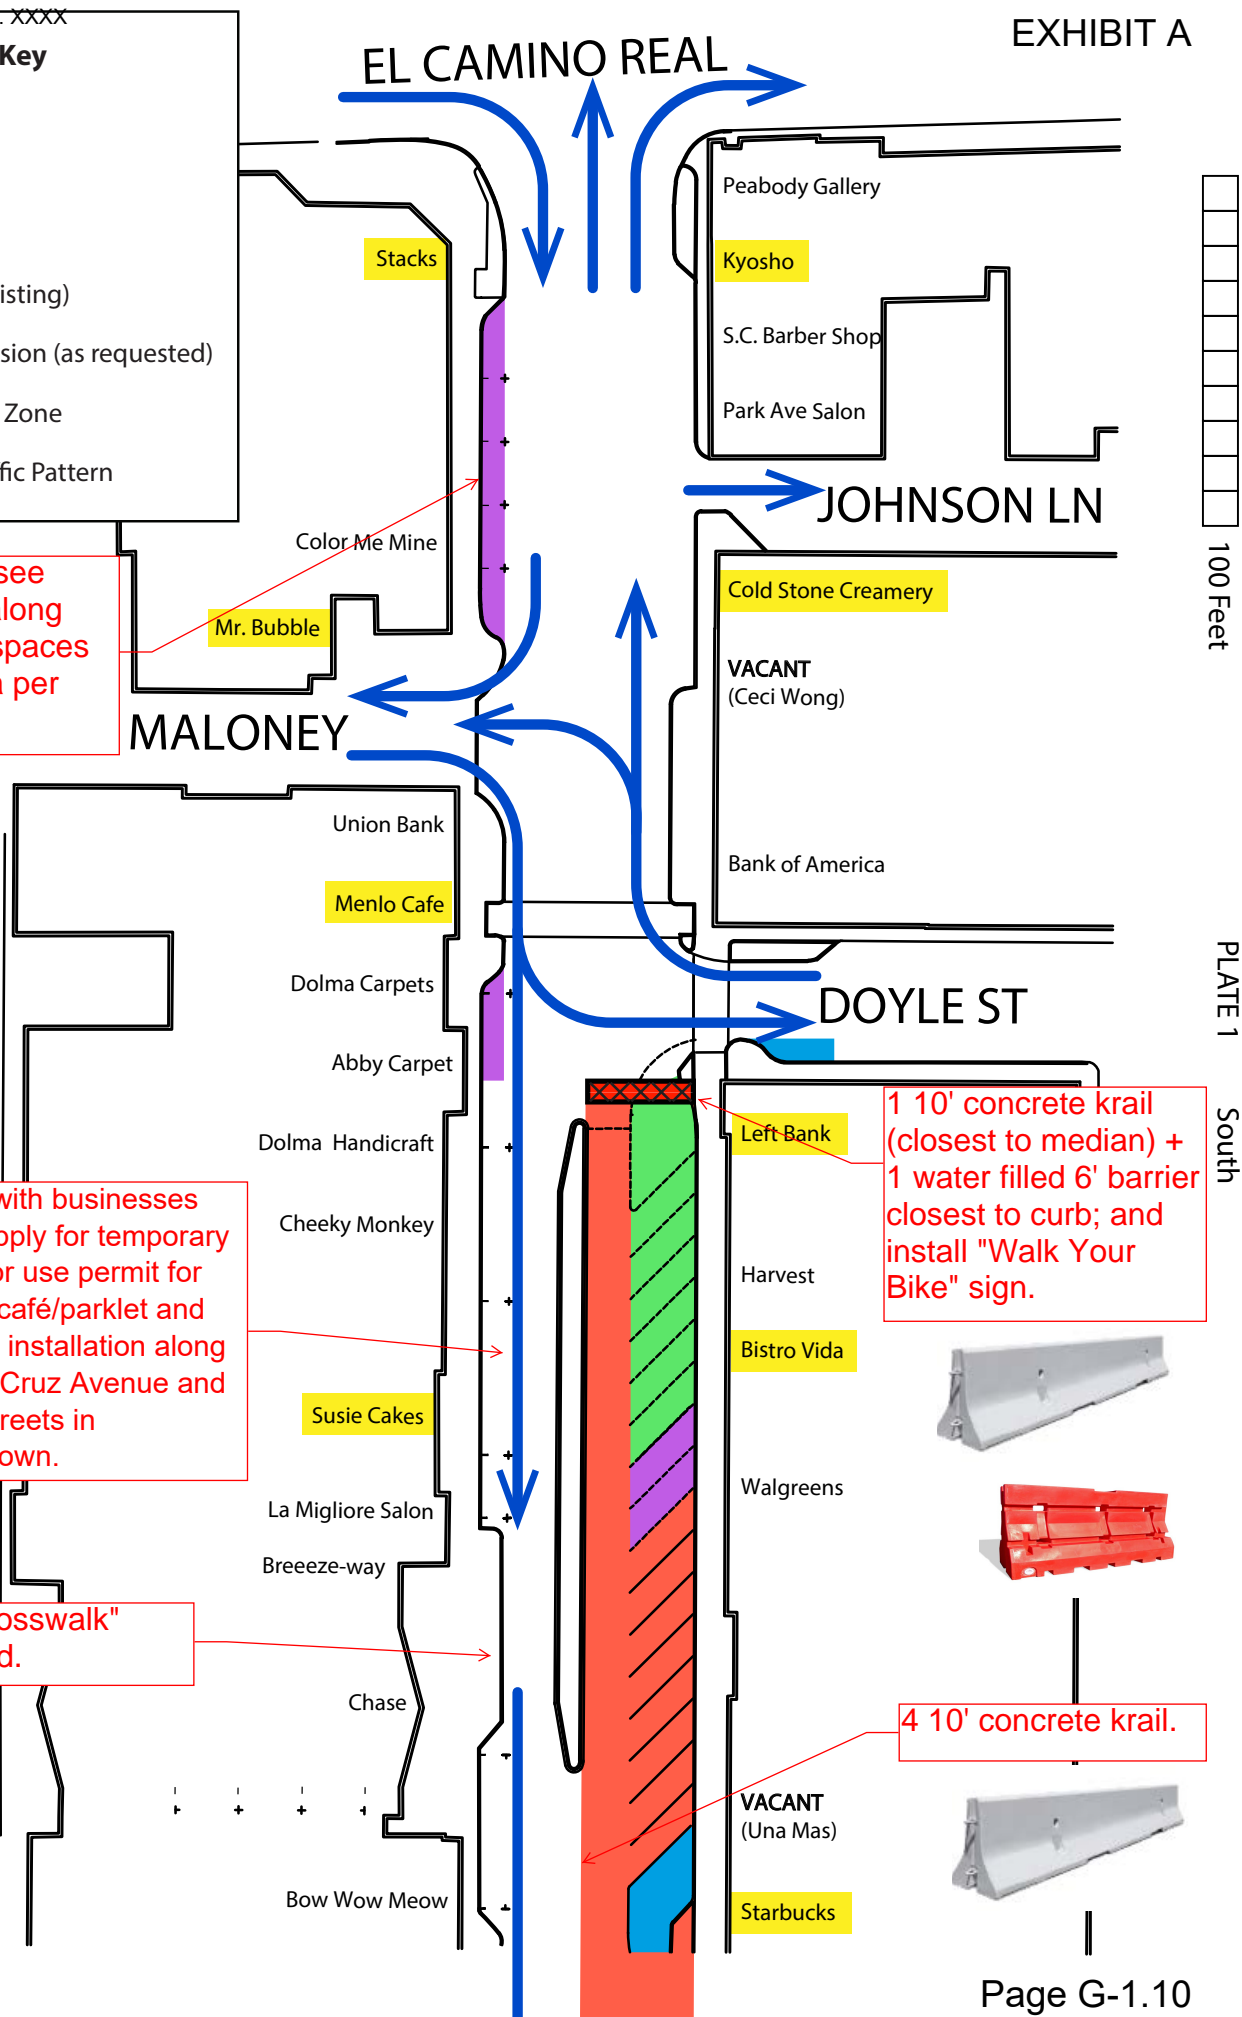 . XXXX
EXHIBIT A
Key
isting)
sion (as requested)
Zone
fic Pattern
EL CAMINO REAL
Peabody Gallery
Stacks
Kyosho
S.C. Barber Shop
Park Ave Salon
JOHNSON LN
Color Me Mine
100 Feet
see
along
spaces
a per
Cold Stone Creamery
Mr. Bubble
VACANT
(Ceci Wong)
MALONEY
Union Bank
Bank of America
Menlo Cafe
Dolma Carpets
DOYLE ST
PLATE 1
South
Abby Carpet
1 10' concrete krail
(closest to median) +
1 water filled 6' barrier
closest to curb; and
install "Walk Your
Bike" sign.
Left Bank
Dolma Handicraft
with businesses
pply for temporary
or use permit for
café/parklet and
installation along
Cruz Avenue and
reets in
own.
Cheeky Monkey
Harvest
Bistro Vida
Susie Cakes
Walgreens
La Migliore Salon
Breeeze-way
osswalk"
d.
Chase
4 10' concrete krail.
VACANT
(Una Mas)
Bow Wow Meow
Starbucks
Page G-1.10